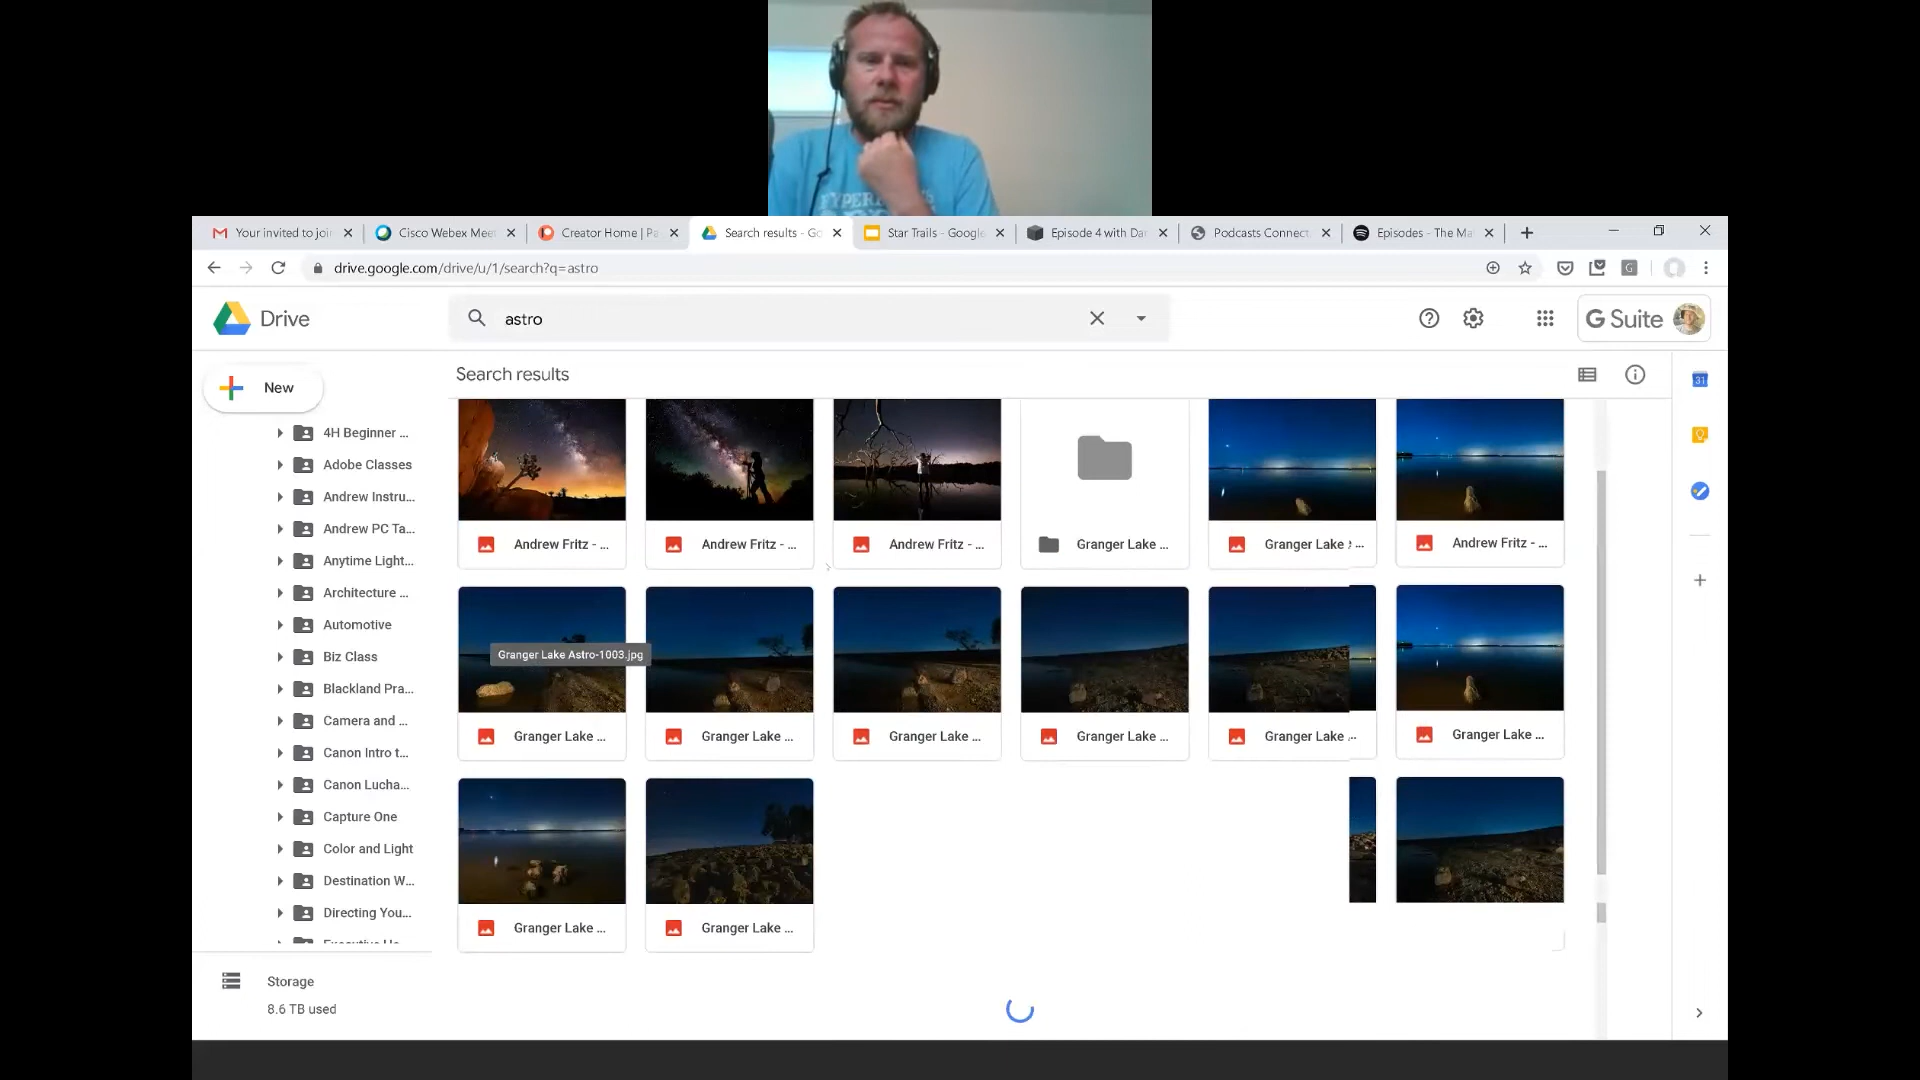 Your invited to joi
Cisco Webex Mee
Creator Home | Pa
Search results - Go
Star Trails - Google
Episode 4 with Dar
Podcasts Connect
Episodes - The Ma
drive.google.com/drive/u/1/search?q=astro
Drive
astro
G Suite
New
Search results
31
4H Beginner ...
Adobe Classes
Andrew Instru...
Andrew PC Ta...
Anytime Light...
Architecture ...
Automotive
Biz Class
Blackland Pra...
Camera and ...
Canon Intro t...
Canon Lucha...
Capture One
Color and Light
Destination W...
Directing You...
Storage
8.6 TB used
Andrew Fritz - ...
Andrew Fritz - ...
Andrew Fritz - ...
Granger Lake ...
Granger Lake ...
Andrew Fritz - ...
Granger Lake Astro-1003.jpg
Granger Lake ...
Granger Lake ...
Granger Lake ...
Granger Lake ...
Granger Lake ...
Granger Lake ...
Granger Lake ...
Granger Lake ...